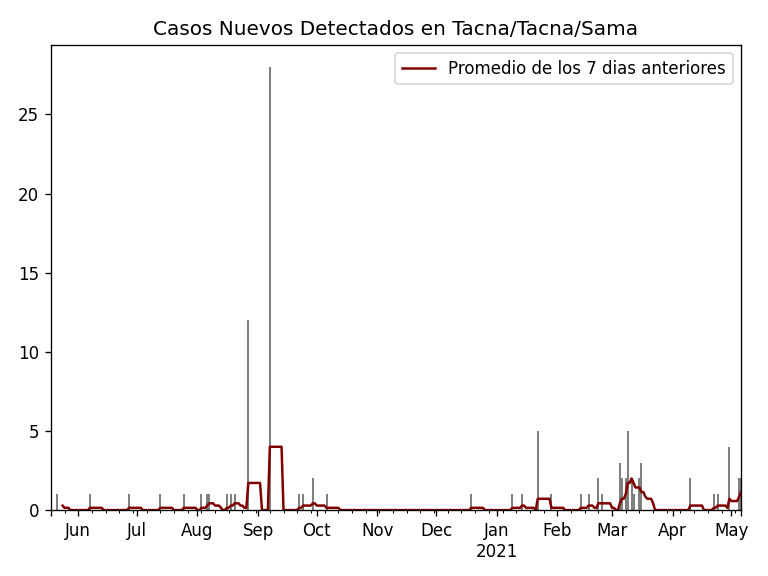 Casos Nuevos Detectados en Tacna/Tacna/Sama
Promedio de los 7 dias anteriores
25
20
15
10
5
0
Jun Jul Aug Sep Oct Nov Dec Jan Mar Apr May
2021